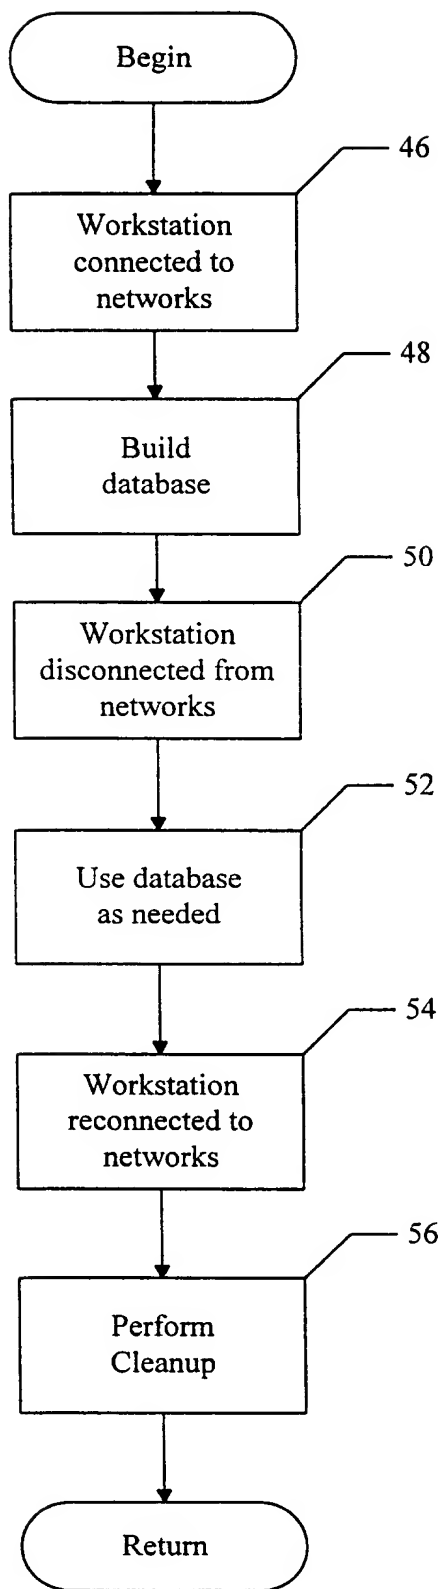 Begin
46
Workstation
connected to
networks
48
Build
database
50
Workstation
disconnected from
networks
52
Use database
as needed
54
Workstation
reconnected to
networks
56
Perform
Cleanup
Return